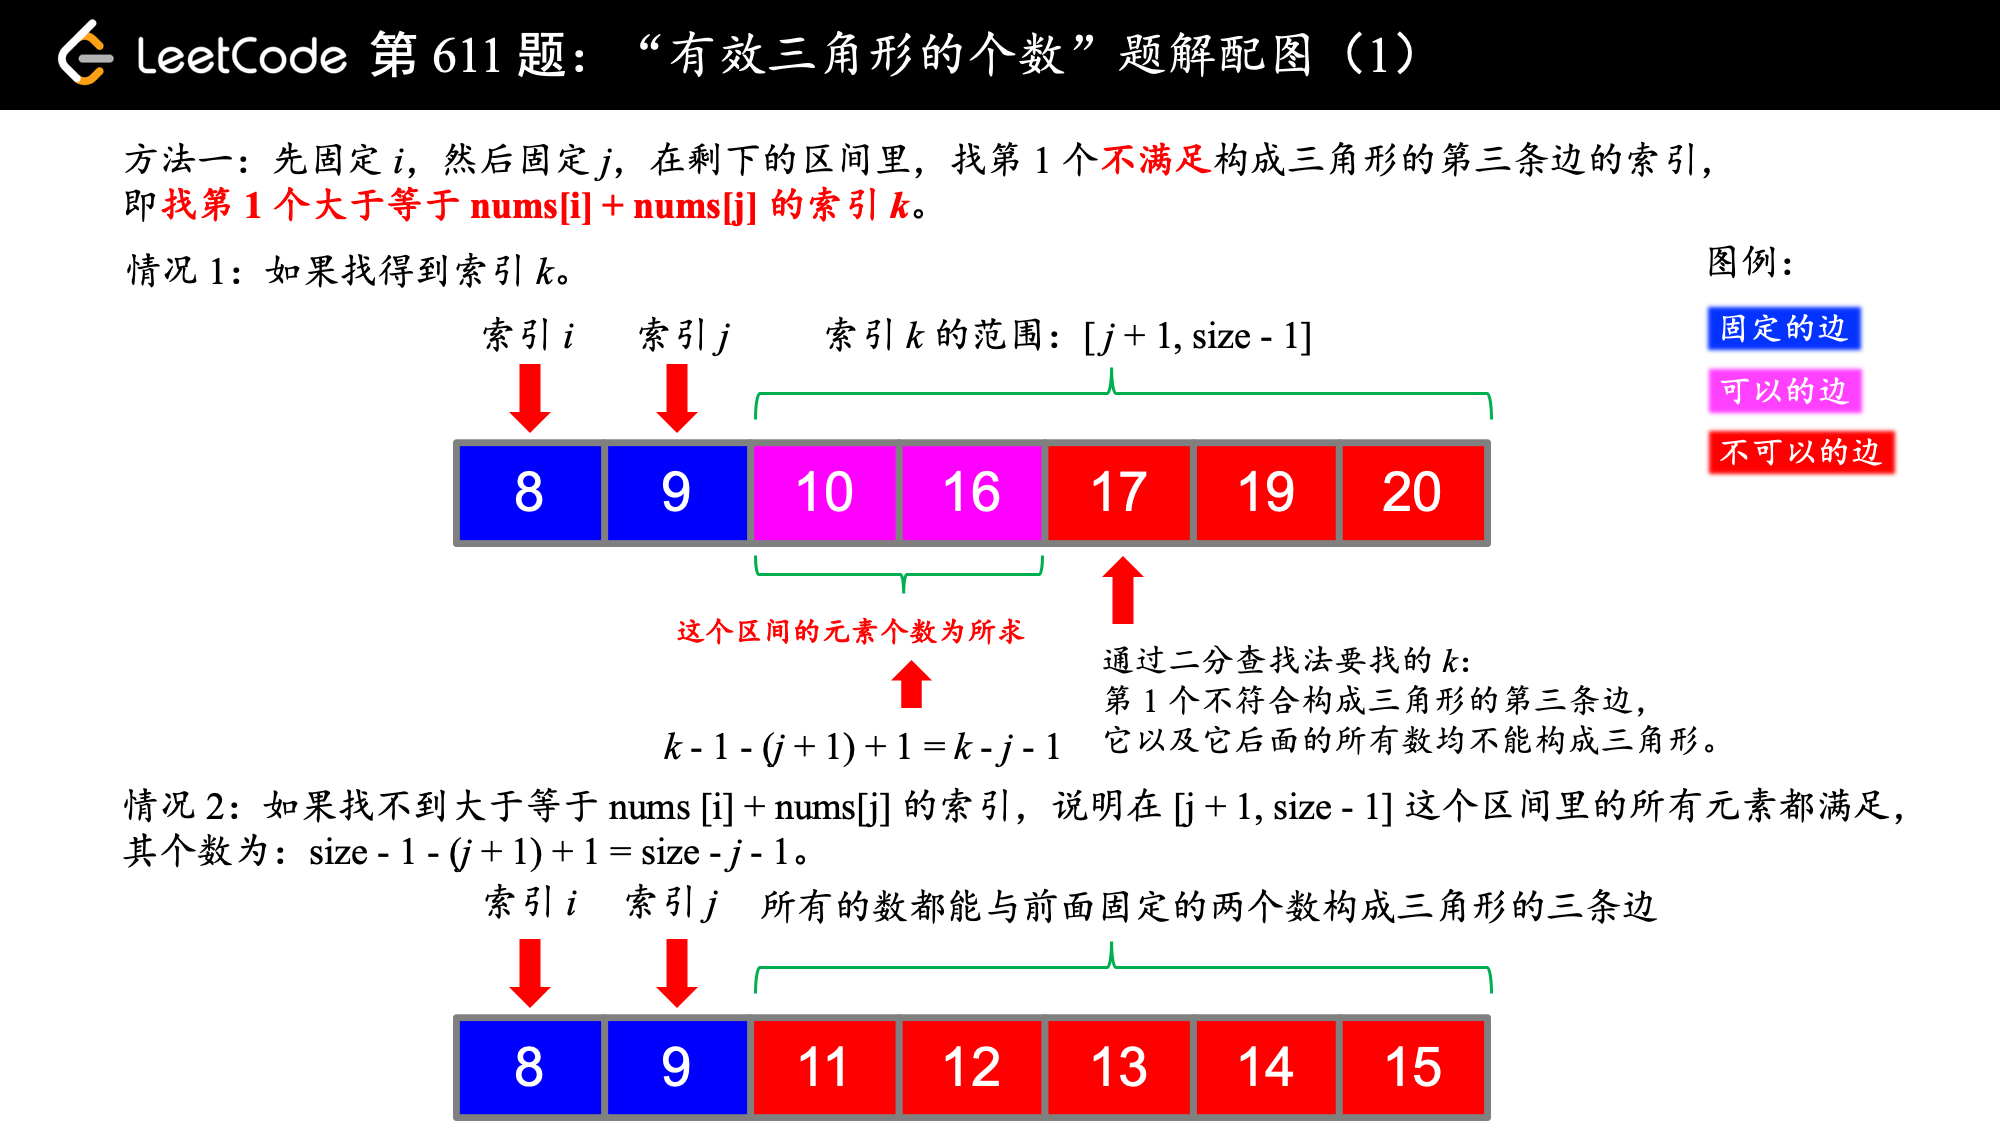 LeetCode 第 611 题：“有效三角形的个数”题解配图（1）
方法一：先固定 i，然后固定 j，在剩下的区间里，找第 1 个不满足构成三角形的第三条边的索引，
即找第 1 个大于等于 nums[i] + nums[j] 的索引 k。
情况 1：如果找得到索引 k。
图例：
固定的边
可以的边
不可以的边
索引 i
索引 j
索引 k 的范围：[ j + 1, size - 1]
8 9 10 16 17 19 20
这个区间的元素个数为所求
k - 1 - (j + 1) + 1 = k - j - 1
通过二分查找法要找的 k：
第 1 个不符合构成三角形的第三条边，
它以及它后面的所有数均不能构成三角形。
情况 2：如果找不到大于等于 nums [i] + nums[j] 的索引，说明在 [j + 1, size - 1] 这个区间里的所有元素都满足，
其个数为：size - 1 - (j + 1) + 1 = size - j - 1。
索引 i
索引 j
所有的数都能与前面固定的两个数构成三角形的三条边
8 9 11 12 13 14 15